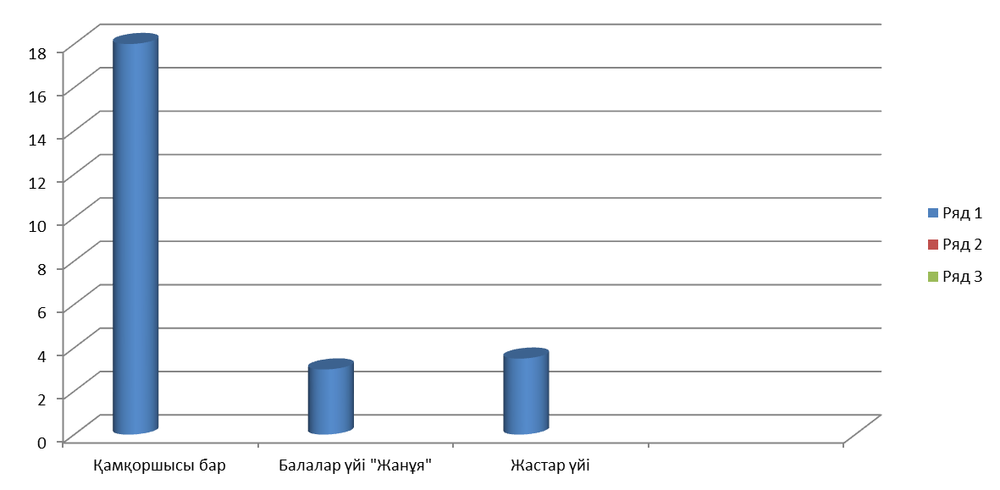 18
16
14
12
10
8
6
4
2
0
Қамқоршысы бар
Балалар үйі "Жанұя"
Жастар үйі
Ряд 1
Ряд 2
Ряд 3